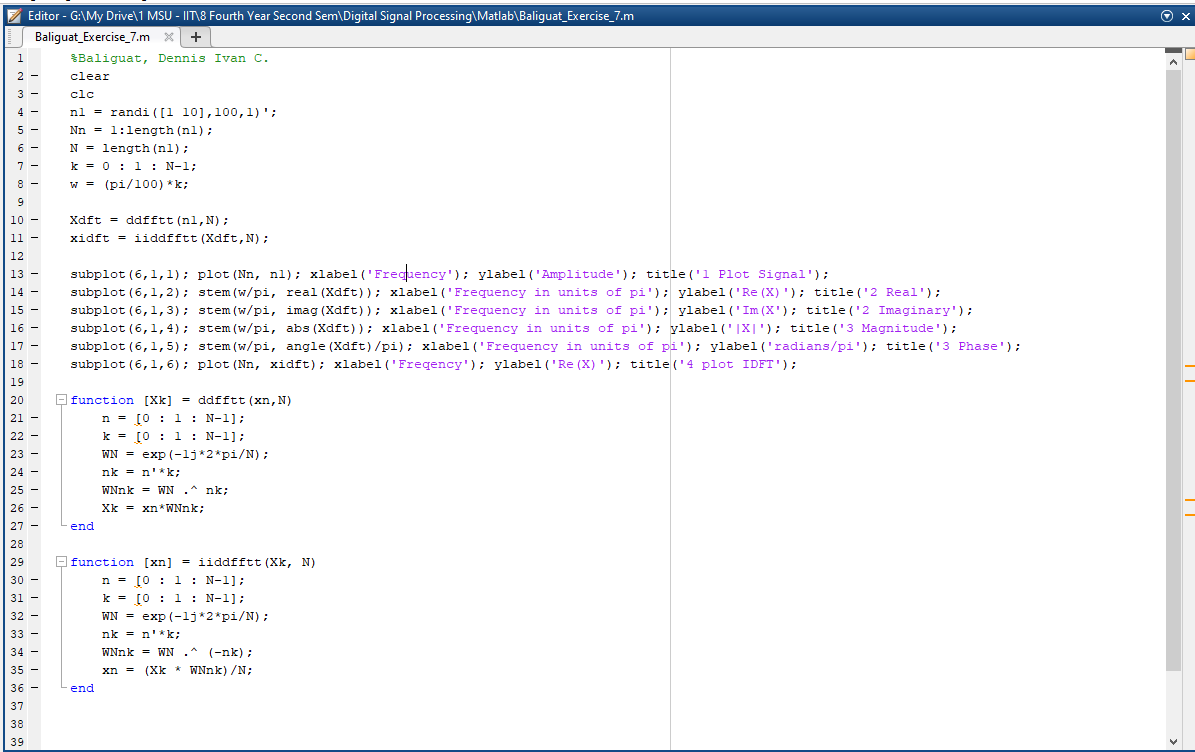 Editor - G:\My Drive\1 MSU - IIT\8 Fourth Year Second Sem\Digital Signal Processing\Matlab\Baliguat_Exercise_7.m
Baliguat_Exercise_7.m × +
1 %Baliguat, Dennis Ivan C.
2 - clear
3 - clc
4 - n1 = randi([1 10],100,1)';
5 - Nn = 1:length(n1);
6 - N = length(n1);
7 - k = 0 : 1 : N-1;
8 - w = (pi/100)*k;
9
10 - Xdft = ddfftt(n1,N);
11 - xidft = iiddfftt(Xdft,N);
12
13 - subplot(6,1,1); plot(Nn, n1); xlabel('Frequency'); ylabel('Amplitude'); title('1 Plot Signal');
14 - subplot(6,1,2); stem(w/pi, real(Xdft)); xlabel('Frequency in units of pi'); ylabel('Re(X)'); title('2 Real');
15 - subplot(6,1,3); stem(w/pi, imag(Xdft)); xlabel('Frequency in units of pi'); ylabel('Im(X'); title('2 Imaginary');
16 - subplot(6,1,4); stem(w/pi, abs(Xdft)); xlabel('Frequency in units of pi'); ylabel('|X|'); title('3 Magnitude');
17 - subplot(6,1,5); stem(w/pi, angle(Xdft)/pi); xlabel('Frequency in units of pi'); ylabel('radians/pi'); title('3 Phase');
18 - subplot(6,1,6); plot(Nn, xidft); xlabel('Freqency'); ylabel('Re(X)'); title('4 plot IDFT');
19
20 function [Xk] = ddfftt(xn,N)
21 - n = [0 : 1 : N-1];
22 - k = [0 : 1 : N-1];
23 - WN = exp(-1j*2*pi/N);
24 - nk = n'*k;
25 - WNnk = WN .^ nk;
26 - Xk = xn*WNnk;
27 - end
28
29 function [xn] = iiddfftt(Xk, N)
30 - n = [0 : 1 : N-1];
31 - k = [0 : 1 : N-1];
32 - WN = exp(-1j*2*pi/N);
33 - nk = n'*k;
34 - WNnk = WN .^ (-nk);
35 - xn = (Xk * WNnk)/N;
36 - end
37
38
39